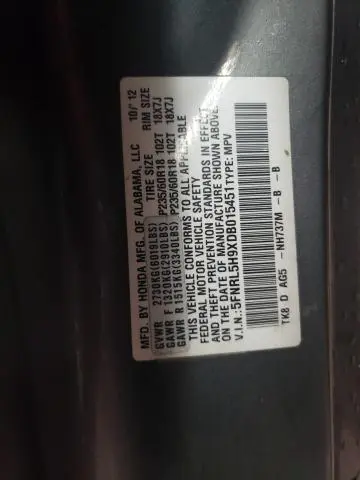 MFD. BY HONDA MFG. OF ALABAMA, LLC 10/'12
TIRE SIZE RIM SIZE
GVWR 2730KG(6019LBS)
GAWR F 1320KG(2910LBS) P235/60R18 102T 18X7J
GAWR R 1515KG(3340LBS) P235/60R18 102T 18X7J
THIS VEHICLE CONFORMS TO ALL APPLICABLE
FEDERAL MOTOR VEHICLE SAFETY
AND THEFT PREVENTION STANDARDS IN EFFECT
ON THE DATE OF MANUFACTURE SHOWN ABOVE.
V.I.N.:5FNRL5H9XDB015451 TYPE: MPV
TK8 D AG5 -NH737M - B - B